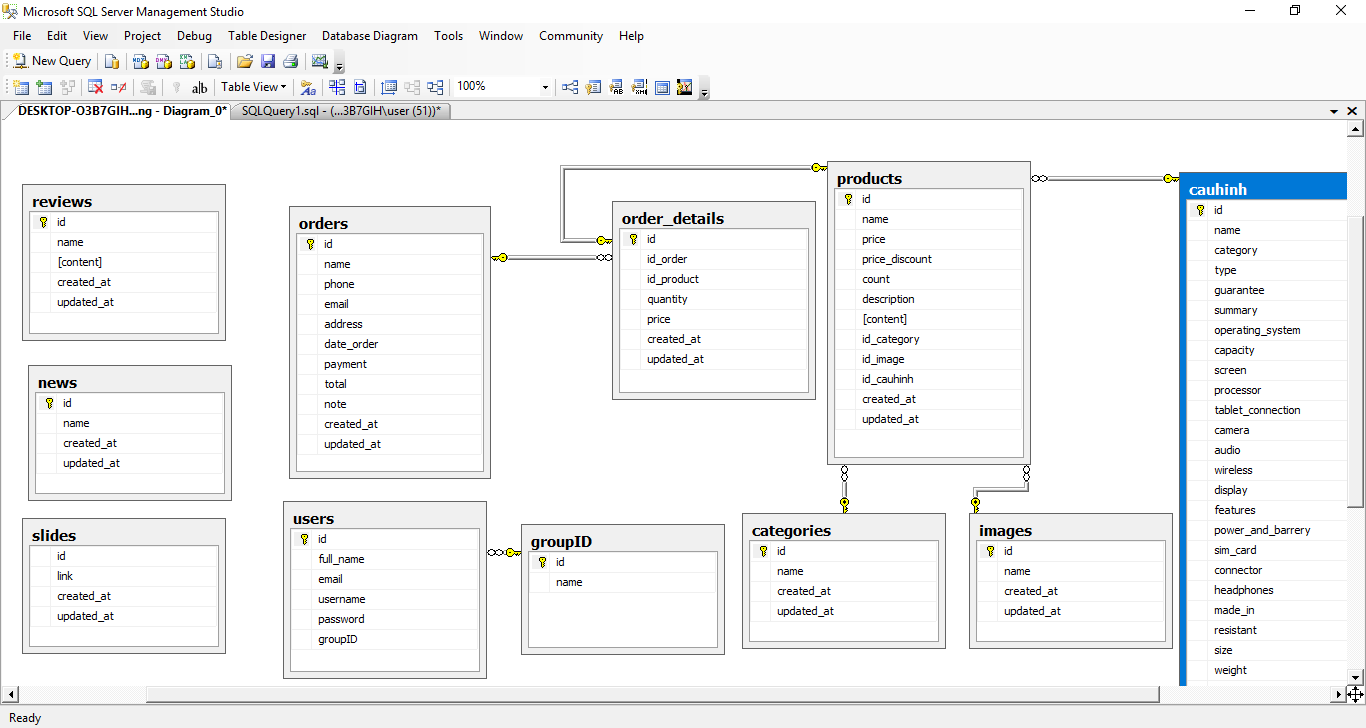 Microsoft SQL Server Management Studio
File Edit View Project Debug Table Designer Database Diagram Tools Window Community Help
New Query
Table View 100%
DESKTOP-O3B7GIH...ng - Diagram_0* SQLQuery1.sql - (...3B7GIH\user (51))*
reviews
id
name
[content]
created_at
updated_at
news
id
name
created_at
updated_at
slides
id
link
created_at
updated_at
orders
id
name
phone
email
address
date_order
payment
total
note
created_at
updated_at
users
id
full_name
email
username
password
groupID
groupID
id
name
order_details
id
id_order
id_product
quantity
price
created_at
updated_at
products
id
name
price
price_discount
count
description
[content]
id_category
id_image
id_cauhinh
created_at
updated_at
categories
id
name
created_at
updated_at
images
id
name
created_at
updated_at
cauhinh
id
name
category
type
guarantee
summary
operating_system
capacity
screen
processor
tablet_connection
camera
audio
wireless
display
features
power_and_barrery
sim_card
connector
headphones
made_in
resistant
size
weight
Ready